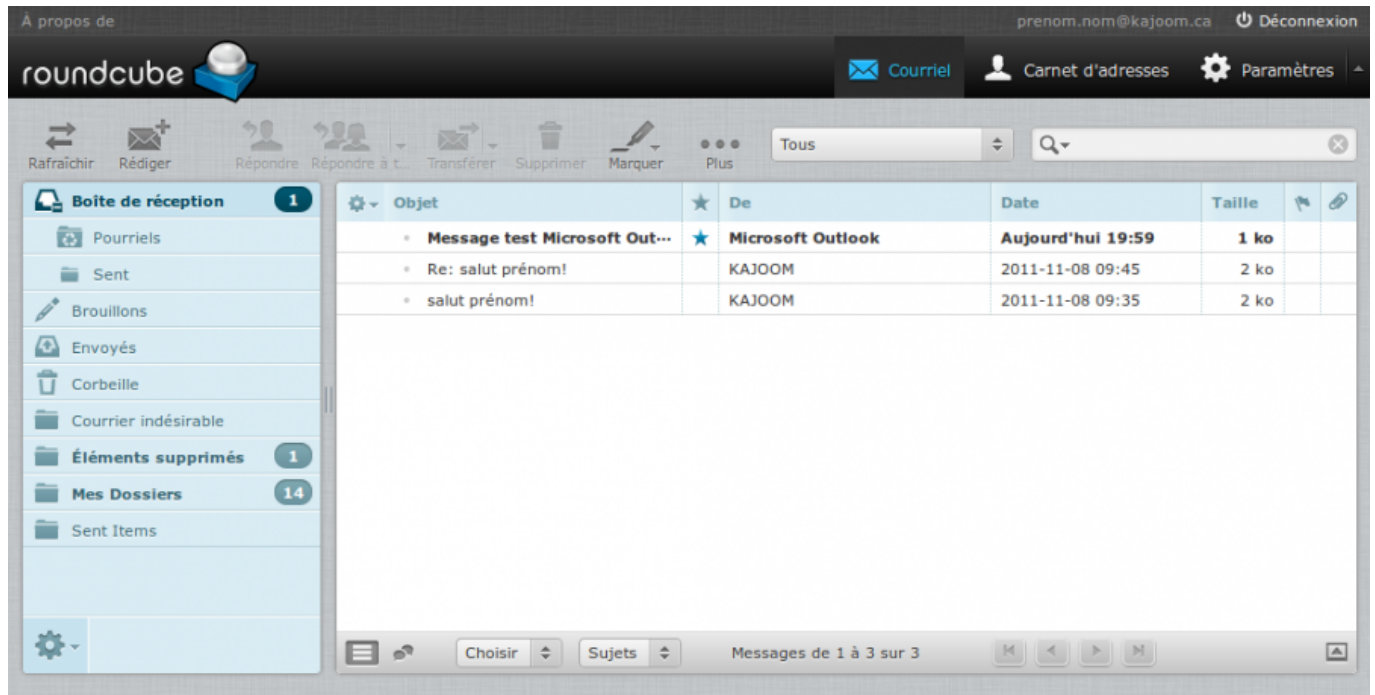 À propos de
prenom.nom@kajoom.ca Déconnexion
roundcube
Courriel Carnet d'adresses Paramètres
Rafraîchir Rédiger Répondre Répondre à t... Transférer Supprimer Marquer Plus
Tous
Boîte de réception 1
Pourriels
Sent
Brouillons
Envoyés
Corbeille
Courrier indésirable
Éléments supprimés 1
Mes Dossiers 14
Sent Items
Objet De Date Taille
Message test Microsoft Out... Microsoft Outlook Aujourd'hui 19:59 1 ko
Re: salut prénom! KAJOOM 2011-11-08 09:45 2 ko
salut prénom! KAJOOM 2011-11-08 09:35 2 ko
Choisir Sujets Messages de 1 à 3 sur 3